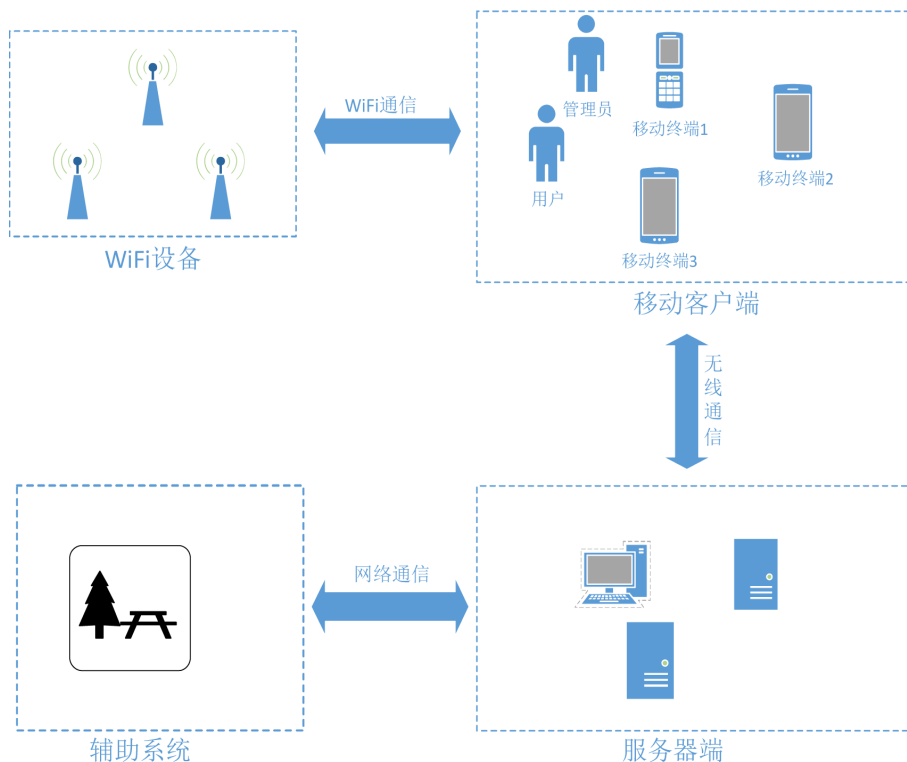 WiFi通信
管理员
移动终端1
用户
移动终端2
移动终端3
WiFi设备
移动客户端
无线通信
网络通信
辅助系统
服务器端